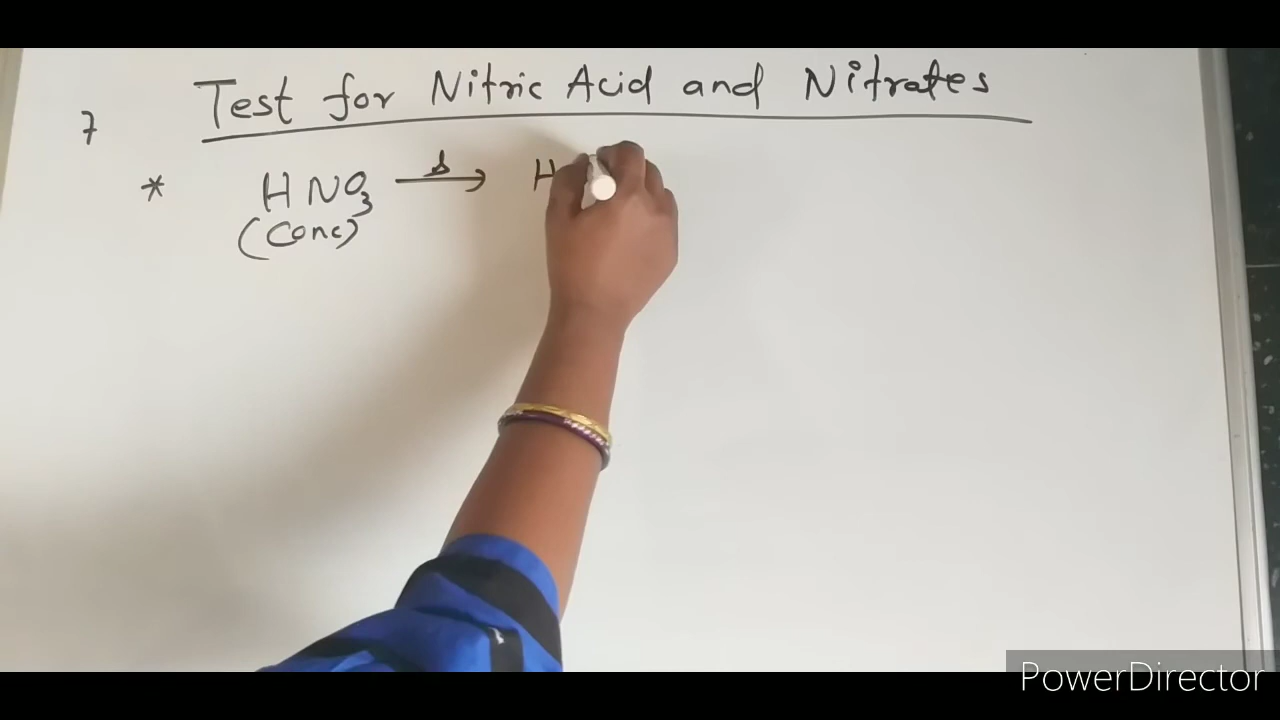 Test for Nitric Acid and Nitrates
7
* HNO3 → H
(Conc)
PowerDirector